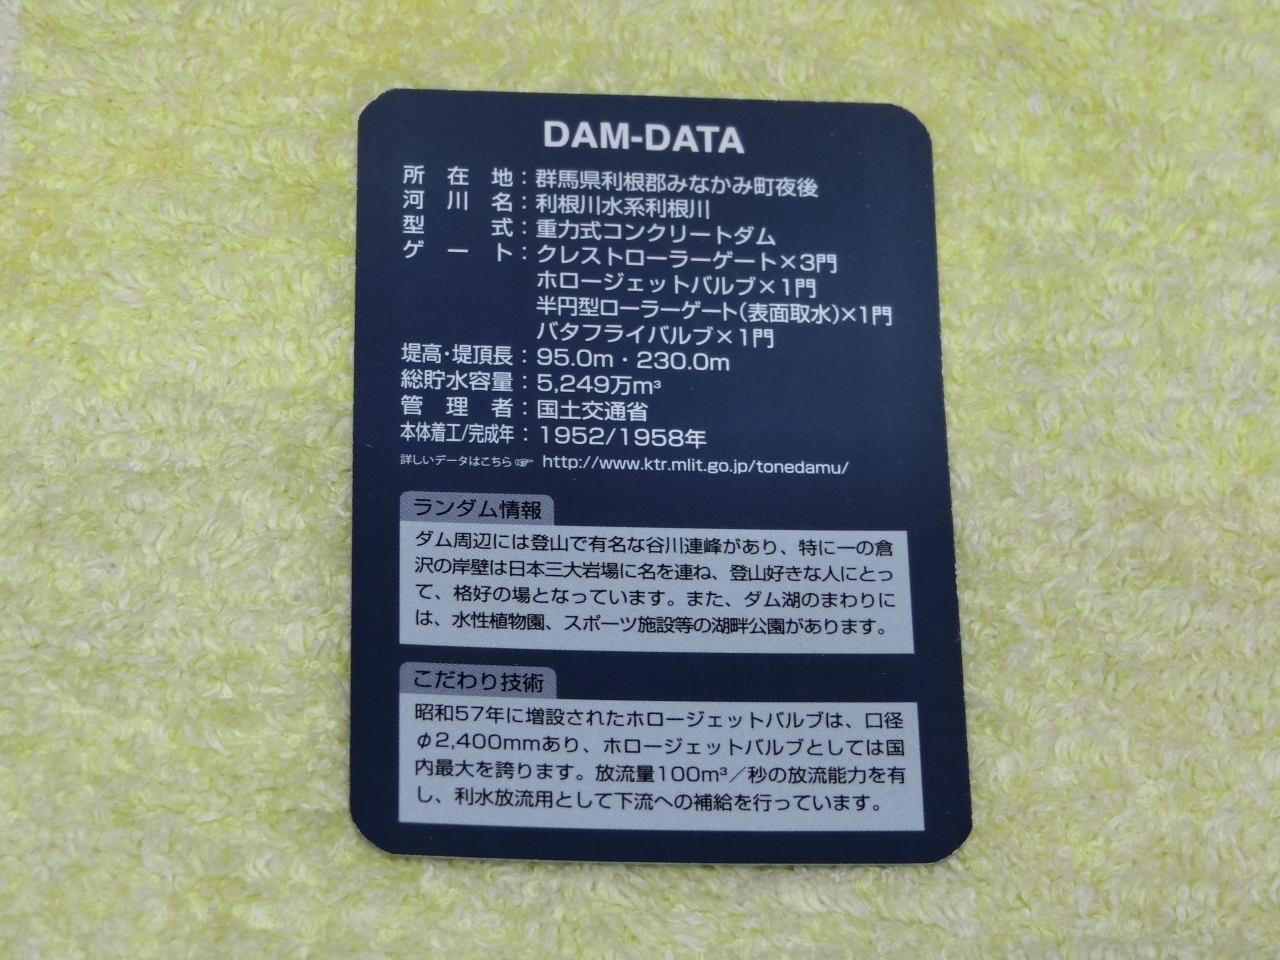 DAM-DATA
所在地：群馬県利根郡みなかみ町夜後
河川名：利根川水系利根川
型式：重力式コンクリートダム
ゲート：クレストローラーゲート×3門
ホロージェットバルブ×1門
半円型ローラーゲート(表面取水)×1門
バタフライバルブ×1門
堤高・堤頂長：95.0m・230.0m
総貯水容量：5,249万m³
管理者：国土交通省
本体着工/完成年：1952/1958年
詳しいデータはこちら☞ http://www.ktr.mlit.go.jp/tonedamu/
ランダム情報
ダム周辺には登山で有名な谷川連峰があり、特に一の倉
沢の岸壁は日本三大岩場に名を連ね、登山好きな人にとっ
て、格好の場となっています。また、ダム湖のまわりに
は、水性植物園、スポーツ施設等の湖畔公園があります。
こだわり技術
昭和57年に増設されたホロージェットバルブは、口径
φ2,400mmあり、ホロージェットバルブとしては国
内最大を誇ります。放流量100m³／秒の放流能力を有
し、利水放流用として下流への補給を行っています。